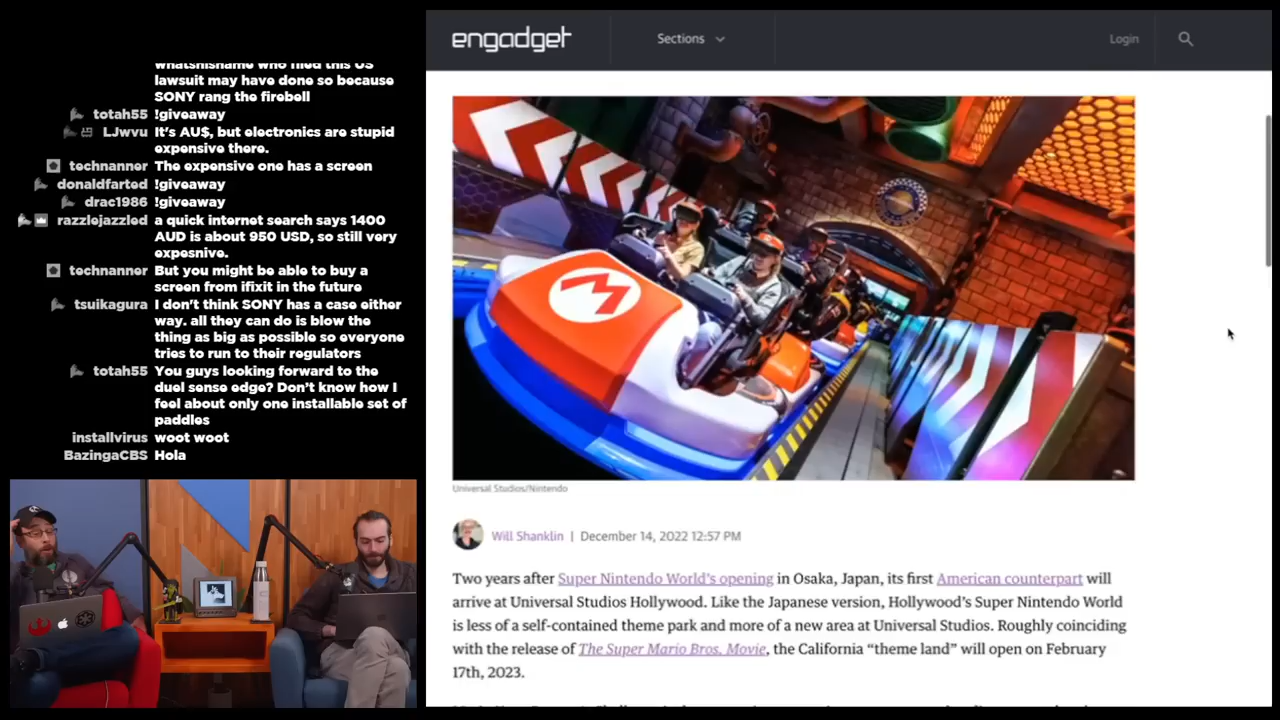 whatshisname who filed this US
lawsuit may have done so because
SONY rang the firebell
totah55 !giveaway
LJwvu It's AU$, but electronics are stupid
expensive there.
technanner The expensive one has a screen
donaldfarted !giveaway
drac1986 !giveaway
razzlejazzled a quick internet search says 1400
AUD is about 950 USD, so still very
expesnive.
technanner But you might be able to buy a
screen from ifixit in the future
tsuikagura I don't think SONY has a case either
way. all they can do is blow the
thing as big as possible so everyone
tries to run to their regulators
totah55 You guys looking forward to the
duel sense edge? Don't know how I
feel about only one installable set of
paddles
installvirus woot woot
BazingaCBS Hola
engadget
Sections
Login
M
Universal Studios/Nintendo
Will Shanklin | December 14, 2022 12:57 PM
Two years after Super Nintendo World's opening in Osaka, Japan, its first American counterpart will
arrive at Universal Studios Hollywood. Like the Japanese version, Hollywood's Super Nintendo World
is less of a self-contained theme park and more of a new area at Universal Studios. Roughly coinciding
with the release of The Super Mario Bros. Movie, the California “theme land” will open on February
17th, 2023.